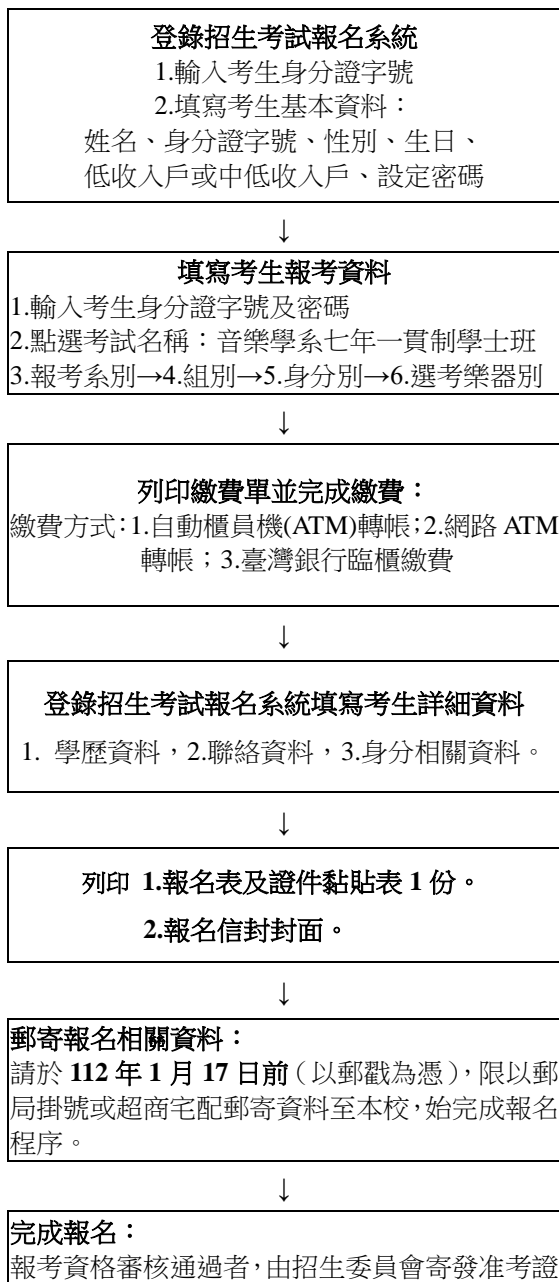 登錄招生考試報名系統
1.輸入考生身分證字號
2.填寫考生基本資料：
姓名、身分證字號、性別、生日、
低收入戶或中低收入戶、設定密碼
↓
填寫考生報考資料
1.輸入考生身分證字號及密碼
2.點選考試名稱：音樂學系七年一貫制學士班
3.報考系別→4.組別→5.身分別→6.選考樂器別
↓
列印繳費單並完成繳費：
繳費方式：1.自動櫃員機(ATM)轉帳；2.網路 ATM
轉帳；3.臺灣銀行臨櫃繳費
↓
登錄招生考試報名系統填寫考生詳細資料
1. 學歷資料，2.聯絡資料，3.身分相關資料。
↓
列印 1.報名表及證件黏貼表 1 份。
2.報名信封封面。
↓
郵寄報名相關資料：
請於 112 年 1 月 17 日前（以郵戳為憑），限以郵
局掛號或超商宅配郵寄資料至本校，始完成報名
程序。
↓
完成報名：
報考資格審核通過者，由招生委員會寄發准考證